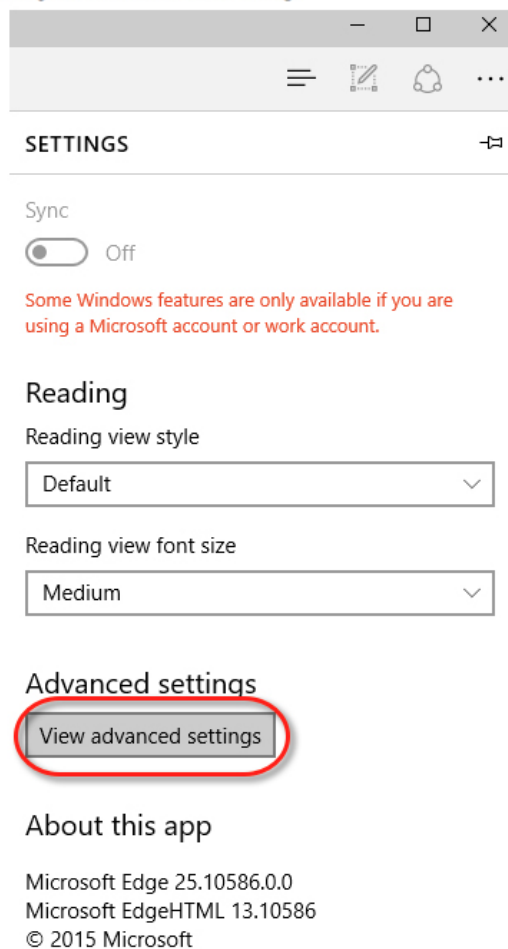 SETTINGS
Sync
Off
Some Windows features are only available if you are
using a Microsoft account or work account.
Reading
Reading view style
Default
Reading view font size
Medium
Advanced settings
View advanced settings
About this app
Microsoft Edge 25.10586.0.0
Microsoft EdgeHTML 13.10586
© 2015 Microsoft